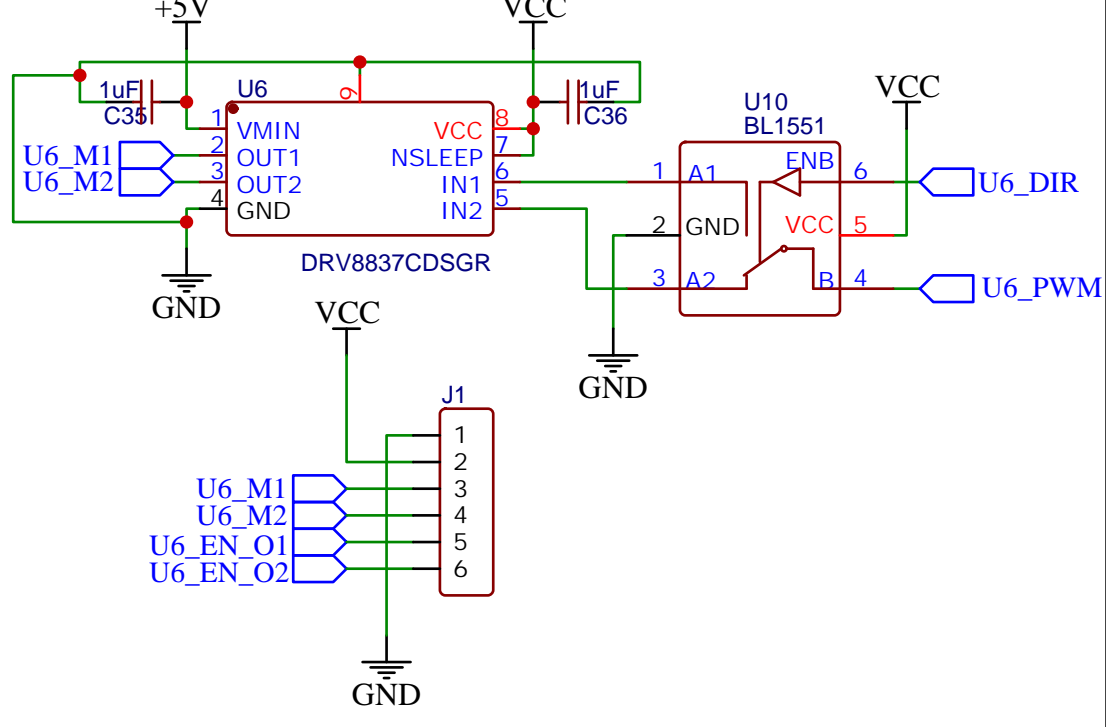 +5V
VCC
1uF
C35
U6
9
1uF
C36
1 VMIN
2 OUT1
3 OUT2
4 GND
VCC 8
NSLEEP 7
IN1 6
IN2 5
U6_M1
U6_M2
DRV8837CDSGR
GND
U10
BL1551
VCC
1 A1
2 GND
3 A2
ENB 6
VCC 5
B 4
U6_DIR
U6_PWM
GND
VCC
J1
1
2
3
4
5
6
U6_M1
U6_M2
U6_EN_O1
U6_EN_O2
GND